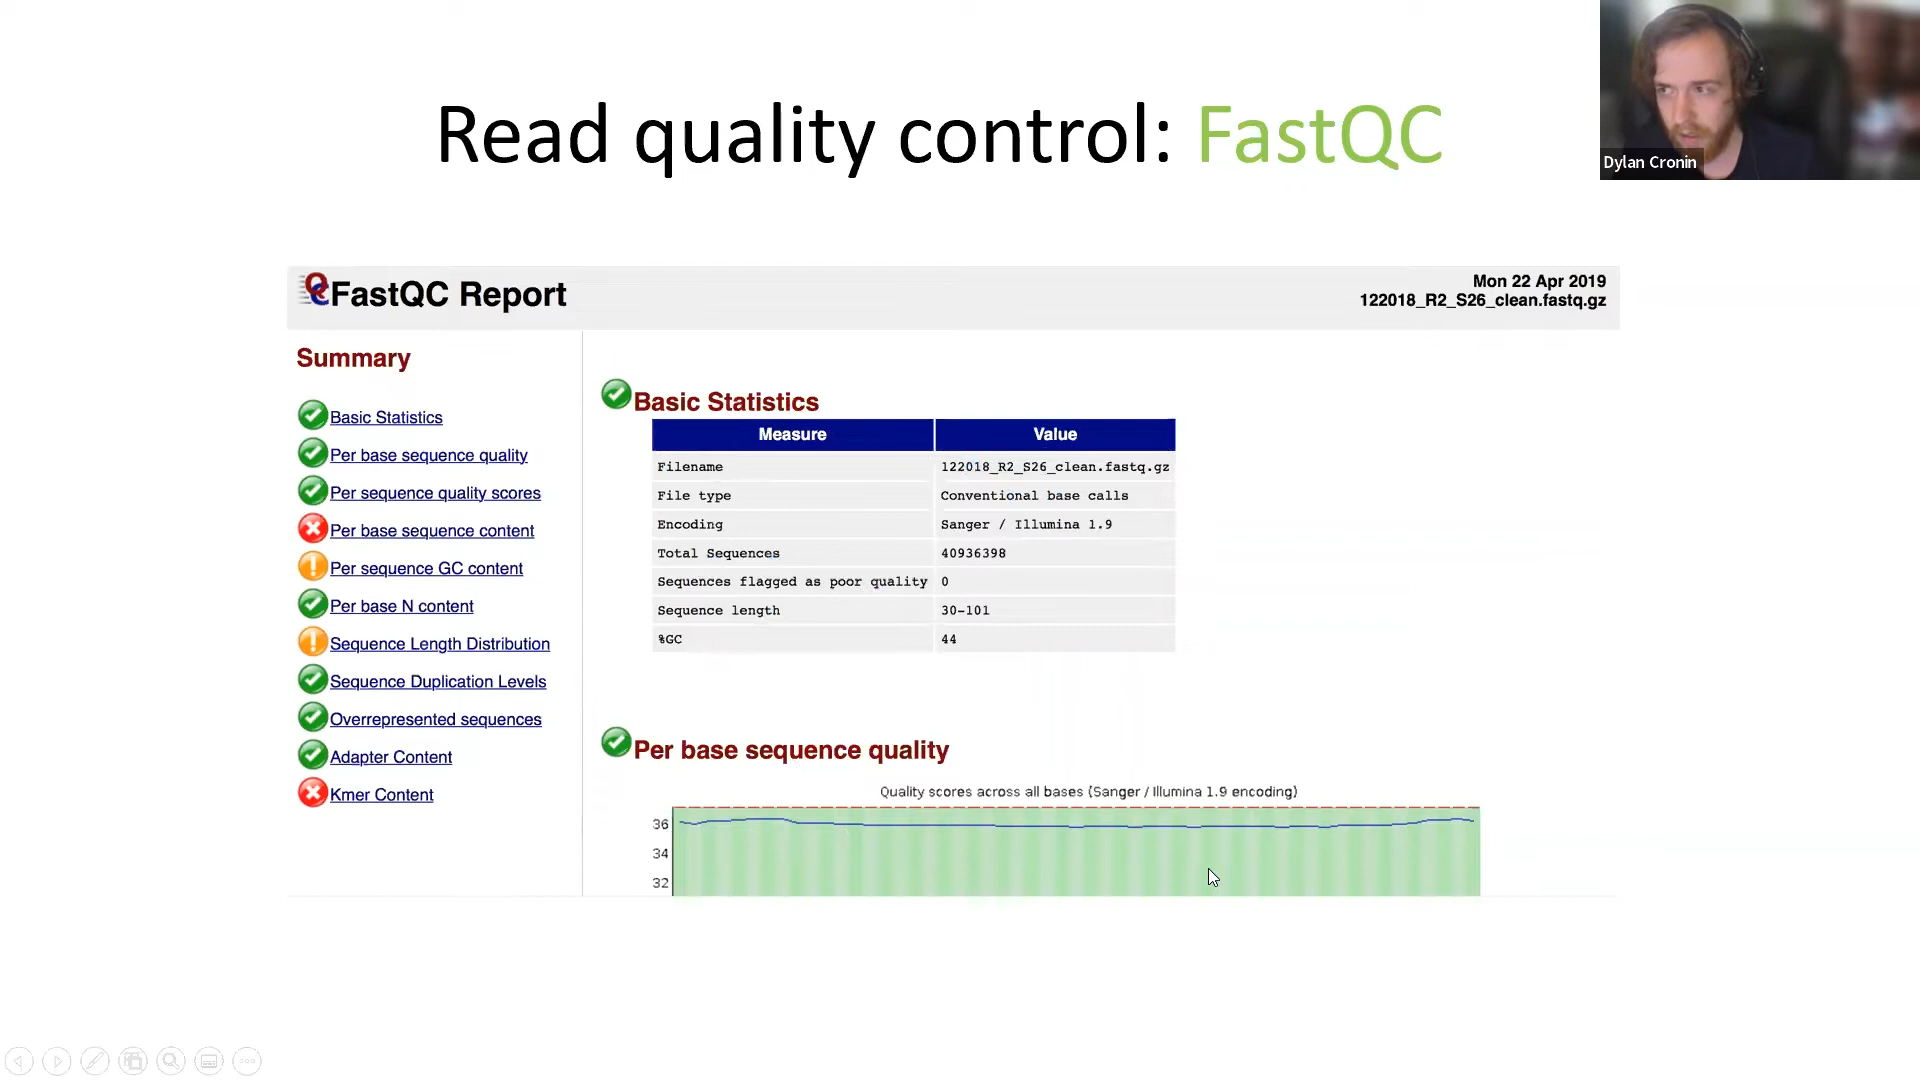 Read quality control: FastQC
Dylan Cronin
FastQC Report
Mon 22 Apr 2019
122018_R2_S26_clean.fastq.gz
Summary
Basic Statistics
Per base sequence quality
Per sequence quality scores
Per base sequence content
Per sequence GC content
Per base N content
Sequence Length Distribution
Sequence Duplication Levels
Overrepresented sequences
Adapter Content
Kmer Content
Basic Statistics
Measure Value
Filename 122018_R2_S26_clean.fastq.gz
File type Conventional base calls
Encoding Sanger / Illumina 1.9
Total Sequences 40936398
Sequences flagged as poor quality 0
Sequence length 30-101
%GC 44
Per base sequence quality
Quality scores across all bases (Sanger / Illumina 1.9 encoding)
36
34
32